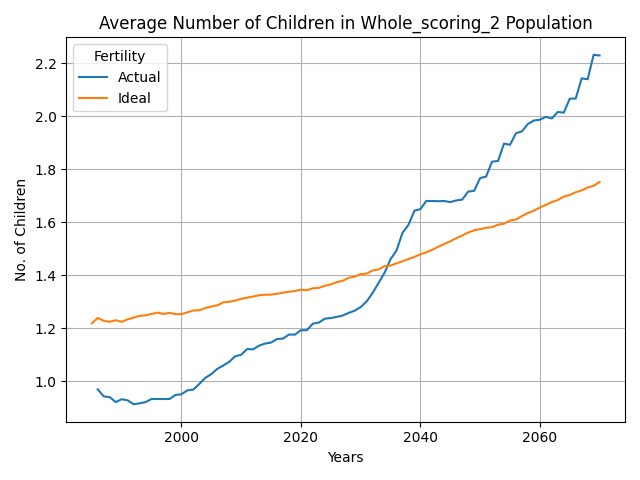 Average Number of Children in Whole_scoring_2 Population
Fertility
Actual
Ideal
No. of Children
2.2
2.0
1.8
1.6
1.4
1.2
1.0
2000 2020 2040 2060
Years